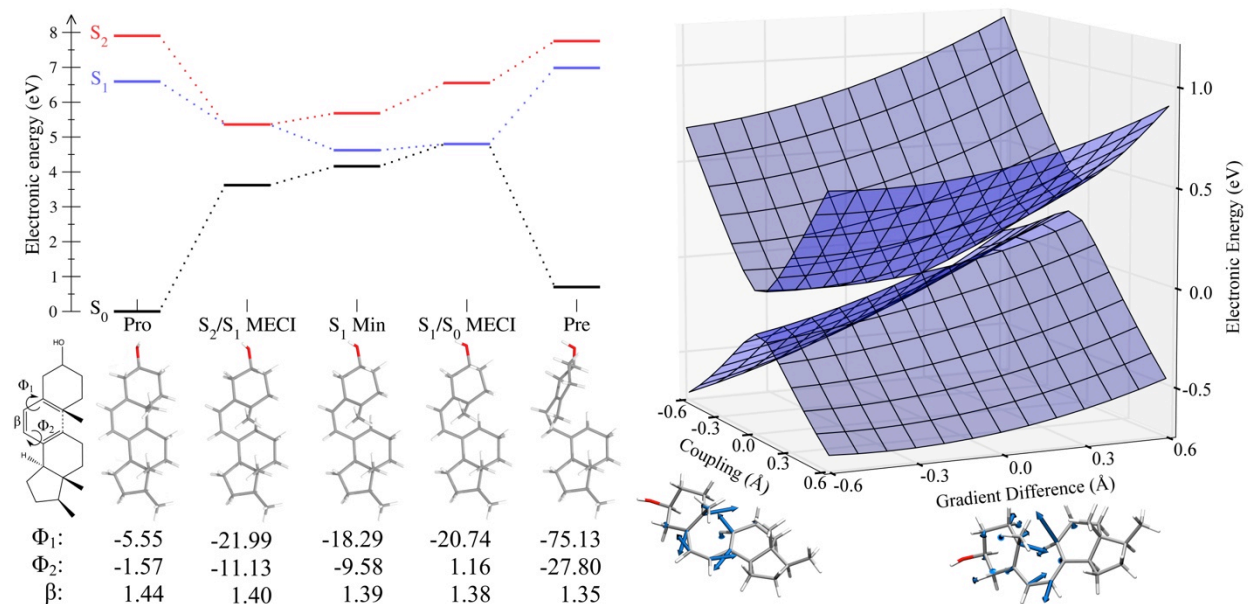 Electronic energy (eV)
8
7
6
5
4
3
2
1
0
S2
S1
S0
Pro
S2/S1 MECI
S1 Min
S1/S0 MECI
Pre
HO
Φ1
β
Φ2
H
Φ1: -5.55 -21.99 -18.29 -20.74 -75.13
Φ2: -1.57 -11.13 -9.58 1.16 -27.80
β: 1.44 1.40 1.39 1.38 1.35
1.0
0.5
0.0
-0.5
Electronic Energy (eV)
-0.6
-0.3
0.0
0.3
0.6
Coupling (Å)
-0.6
-0.3
0.0
0.3
0.6
Gradient Difference (Å)